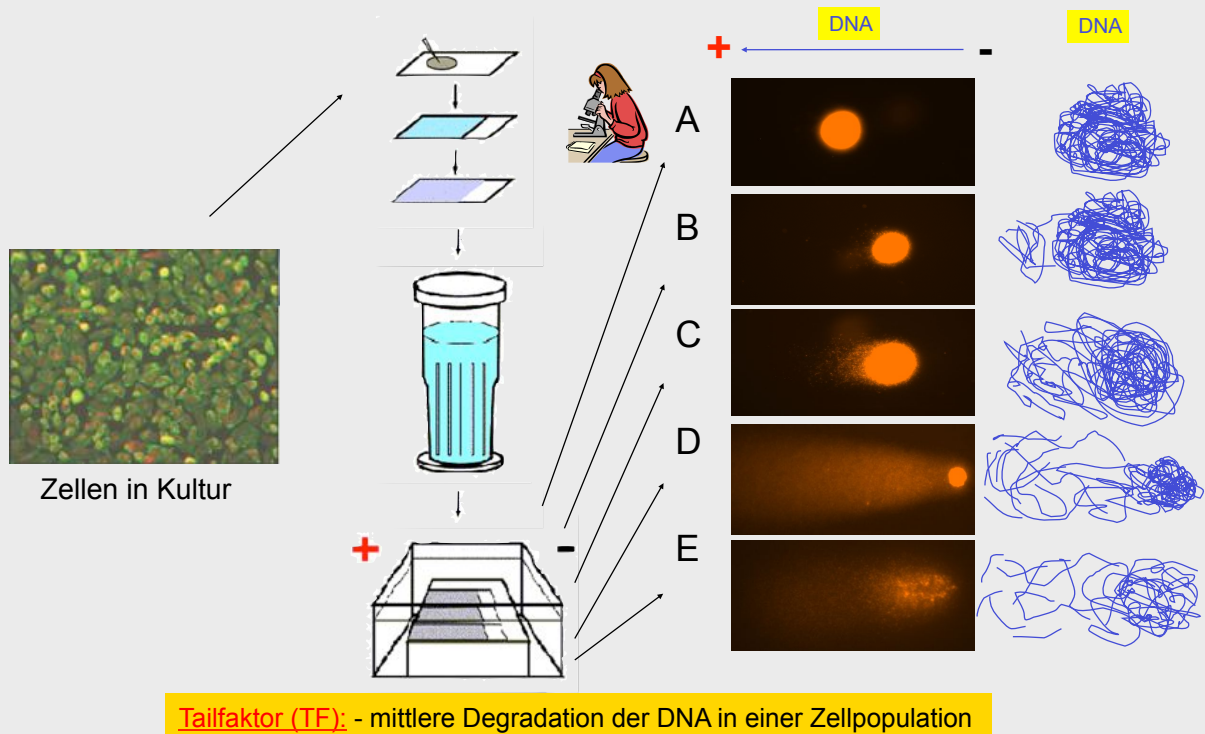 DNA
DNA
+
-
A
B
C
D
E
Zellen in Kultur
+
-
Tailfaktor (TF): - mittlere Degradation der DNA in einer Zellpopulation